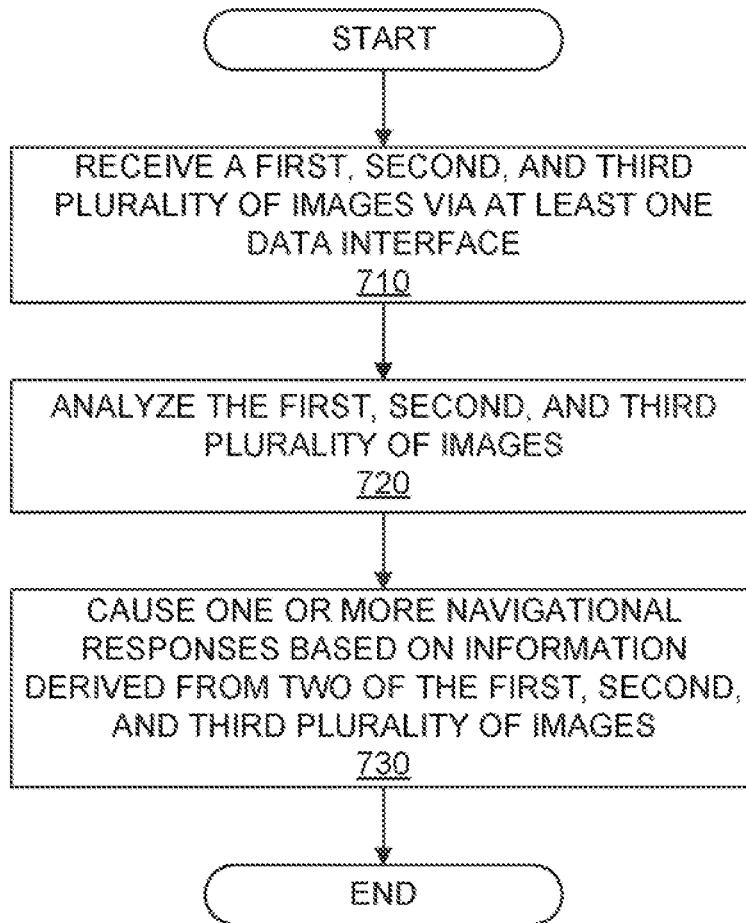 START
RECEIVE A FIRST, SECOND, AND THIRD
PLURALITY OF IMAGES VIA AT LEAST ONE
DATA INTERFACE
710
ANALYZE THE FIRST, SECOND, AND THIRD
PLURALITY OF IMAGES
720
CAUSE ONE OR MORE NAVIGATIONAL
RESPONSES BASED ON INFORMATION
DERIVED FROM TWO OF THE FIRST, SECOND,
AND THIRD PLURALITY OF IMAGES
730
END